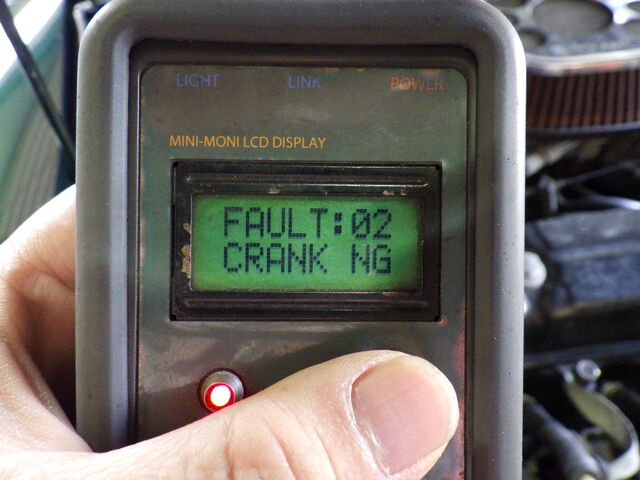 LIGHT LINK POWER
MINI-MONI LCD DISPLAY
FAULT:02
CRANK NG